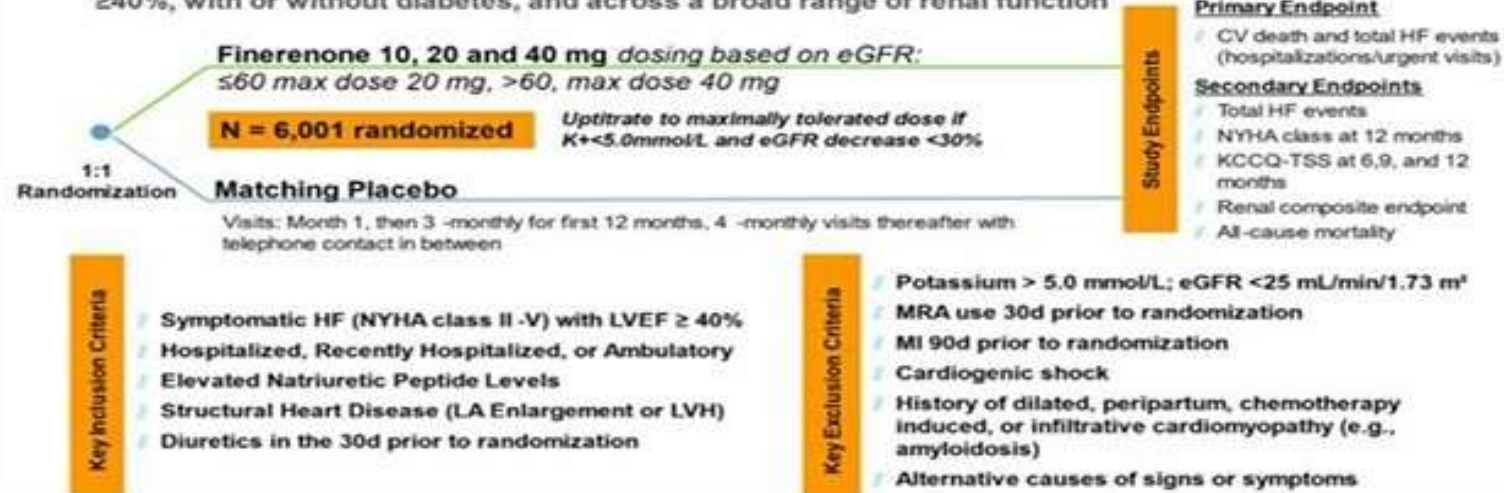 ≥40%, with or without diabetes, and across a broad range of renal function
Finerenone 10, 20 and 40 mg dosing based on eGFR:
≤60 max dose 20 mg, >60, max dose 40 mg
N = 6,001 randomized
Uptitrate to maximally tolerated dose if
K+<5.0mmol/L and eGFR decrease <30%
1:1
Randomization
Matching Placebo
Visits: Month 1, then 3 -monthly for first 12 months, 4 -monthly visits thereafter with
telephone contact in between
Study Endpoints
Primary Endpoint
CV death and total HF events
(hospitalizations/urgent visits)
Secondary Endpoints
Total HF events
NYHA class at 12 months
KCCQ-TSS at 6,9, and 12
months
Renal composite endpoint
All-cause mortality
Key Inclusion Criteria
Symptomatic HF (NYHA class II -V) with LVEF ≥ 40%
Hospitalized, Recently Hospitalized, or Ambulatory
Elevated Natriuretic Peptide Levels
Structural Heart Disease (LA Enlargement or LVH)
Diuretics in the 30d prior to randomization
Key Exclusion Criteria
Potassium > 5.0 mmol/L; eGFR <25 mL/min/1.73 m²
MRA use 30d prior to randomization
MI 90d prior to randomization
Cardiogenic shock
History of dilated, peripartum, chemotherapy
induced, or infiltrative cardiomyopathy (e.g.,
amyloidosis)
Alternative causes of signs or symptoms